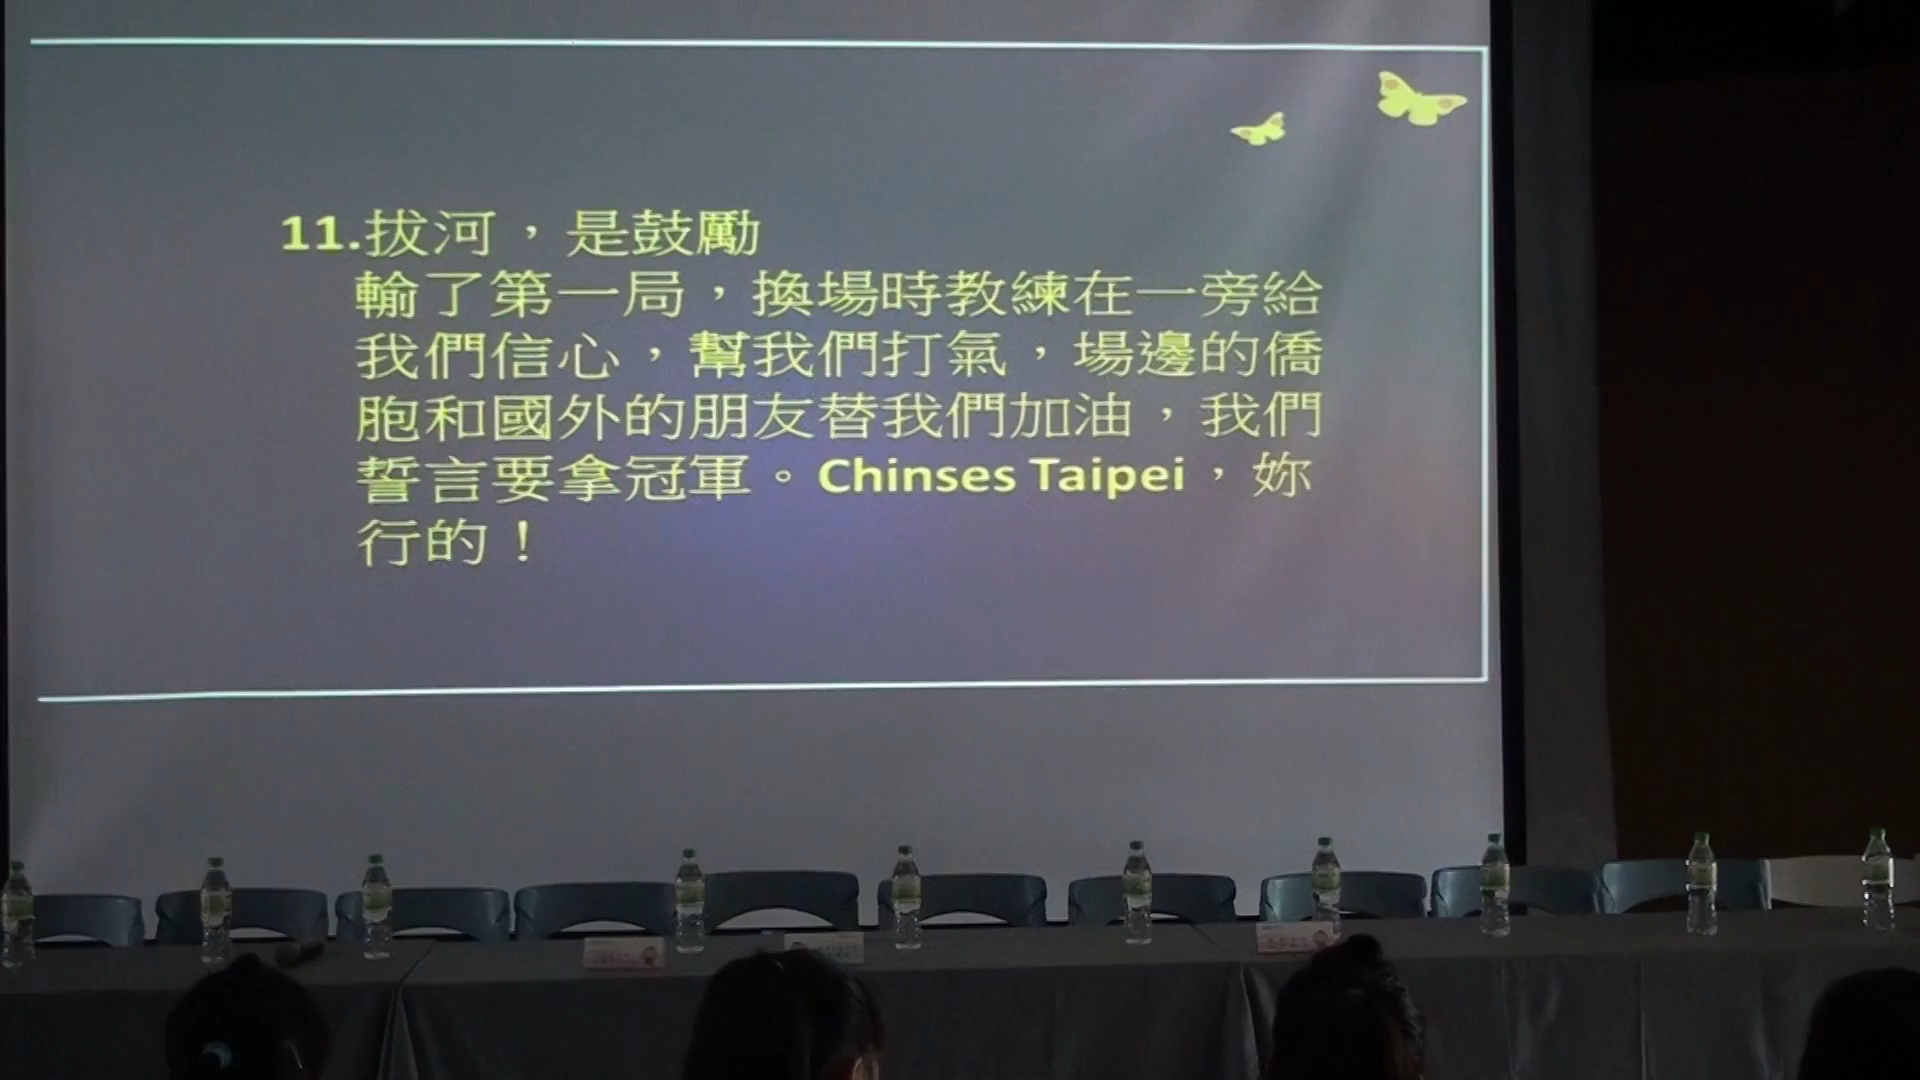 11.拔河，是鼓勵
輸了第一局，換場時教練在一旁給
我們信心，幫我們打氣，場邊的僑
胞和國外的朋友替我們加油，我們
誓言要拿冠軍。Chinses Taipei，妳
行的！